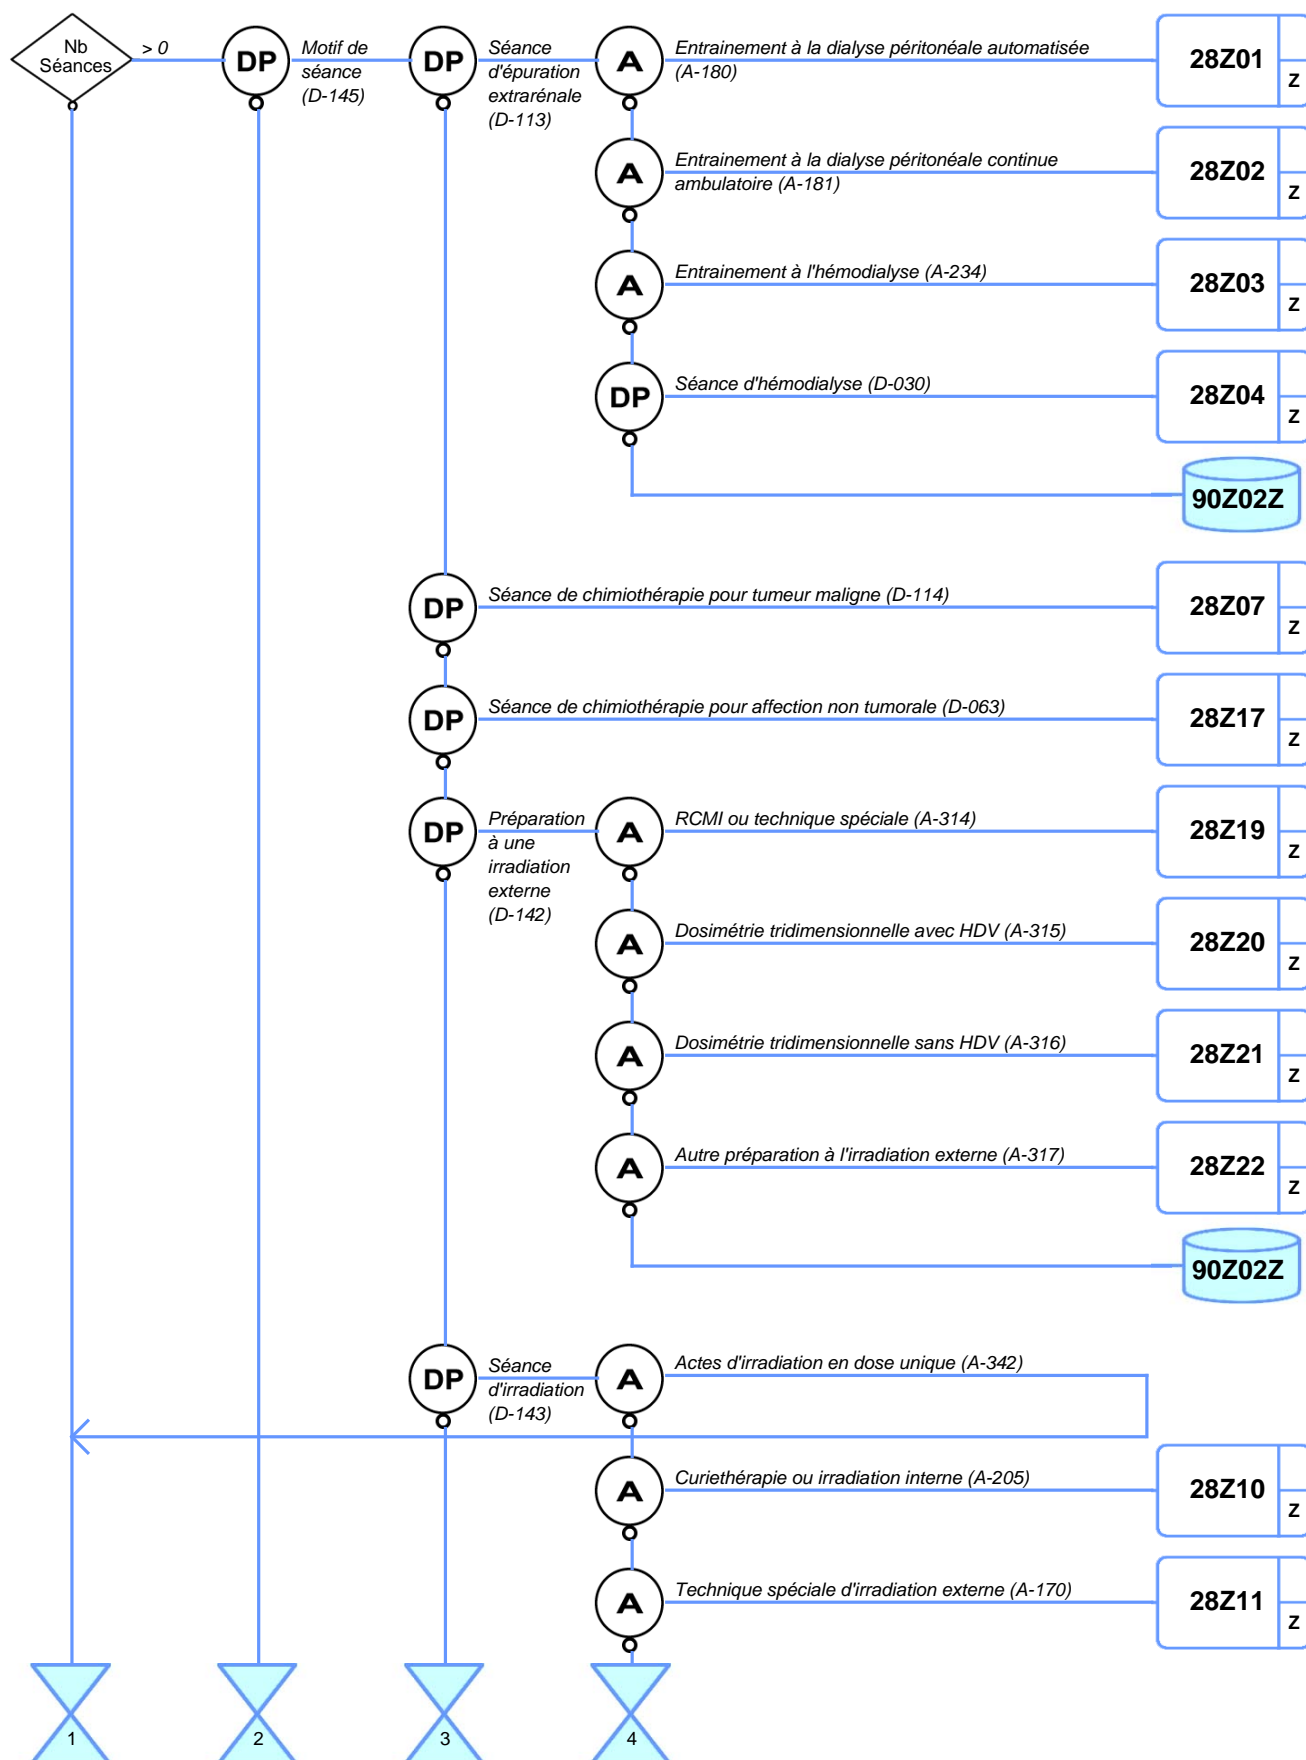 Nb
Séances
> 0
DP
Motif de
séance
(D-145)
DP
Séance
d'épuration
extrarénale
(D-113)
A
Entrainement à la dialyse péritonéale automatisée
(A-180)
28Z01
Z
A
Entrainement à la dialyse péritonéale continue
ambulatoire (A-181)
28Z02
Z
A
Entrainement à l'hémodialyse (A-234)
28Z03
Z
DP
Séance d'hémodialyse (D-030)
28Z04
Z
90Z02Z
DP
Séance de chimiothérapie pour tumeur maligne (D-114)
28Z07
Z
DP
Séance de chimiothérapie pour affection non tumorale (D-063)
28Z17
Z
DP
Préparation
à une
irradiation
externe
(D-142)
A
RCMI ou technique spéciale (A-314)
28Z19
Z
A
Dosimétrie tridimensionnelle avec HDV (A-315)
28Z20
Z
A
Dosimétrie tridimensionnelle sans HDV (A-316)
28Z21
Z
A
Autre préparation à l'irradiation externe (A-317)
28Z22
Z
90Z02Z
DP
Séance
d'irradiation
(D-143)
A
Actes d'irradiation en dose unique (A-342)
A
Curiethérapie ou irradiation interne (A-205)
28Z10
Z
A
Technique spéciale d'irradiation externe (A-170)
28Z11
Z
1
2
3
4